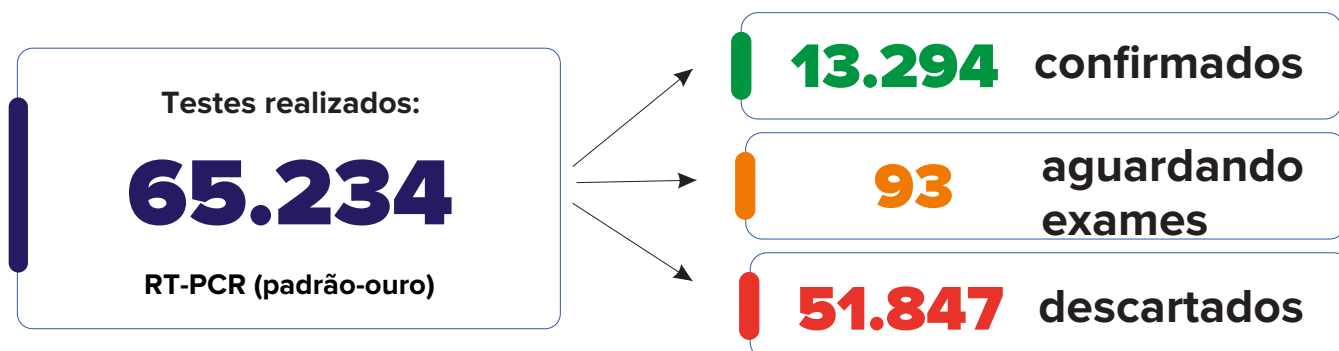 Testes realizados:
65.234
RT-PCR (padrão-ouro)
13.294 confirmados
93 aguardando
exames
51.847 descartados